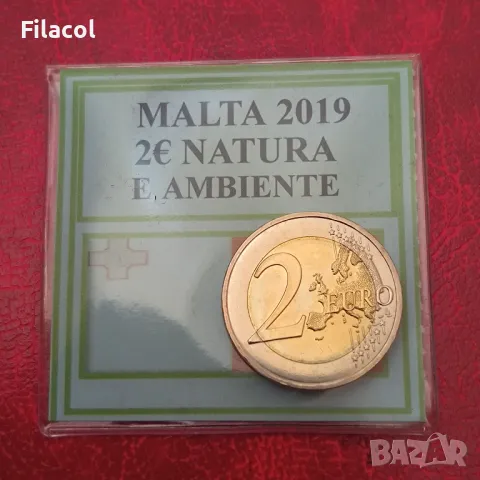 Filacol
MALTA 2019
2€ NATURA
E AMBIENTE
2 EURO
BAZAR